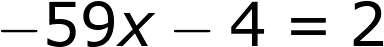 −59x − 4 = 2